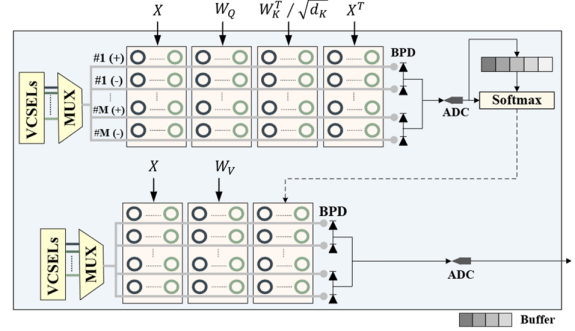 X W_Q W_K^T / √d_K X^T
#1 (+)
#1 (-)
#M (+)
#M (-)
VCSELs
MUX
BPD
ADC
Softmax
X W_V
VCSELs
MUX
BPD
ADC
Buffer